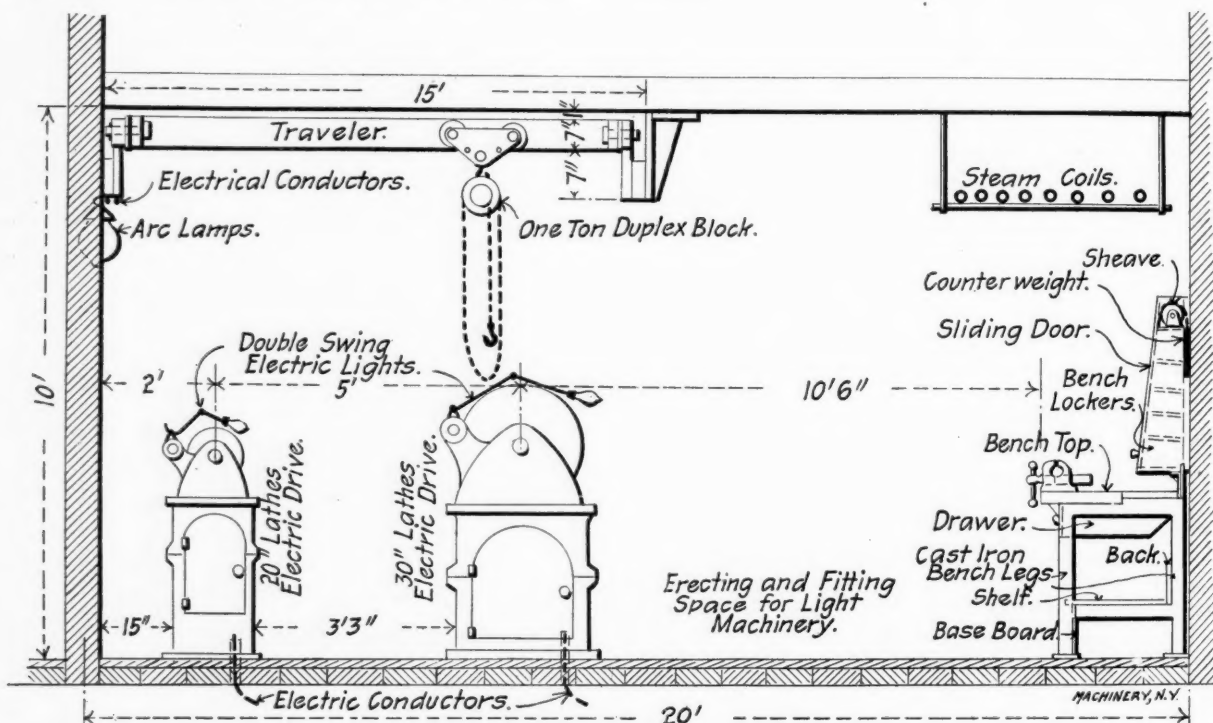 15'
Traveler.
7"
7"
Electrical Conductors.
Arc Lamps.
One Ton Duplex Block.
Steam Coils.
Sheave
Counter weight.
Sliding Door.
Double Swing
Electric Lights.
Bench
Lockers.
10'
2'
5'
10'6"
Bench Top.
20" Lathes
Electric Drive.
30" Lathes
Electric Drive.
Drawer.
Cast Iron
Bench Legs
Back.
Shelf.
Erecting and Fitting
Space for Light
Machinery.
15"
3'3"
Base Board.
Electric Conductors.
MACHINERY, N.Y.
20'